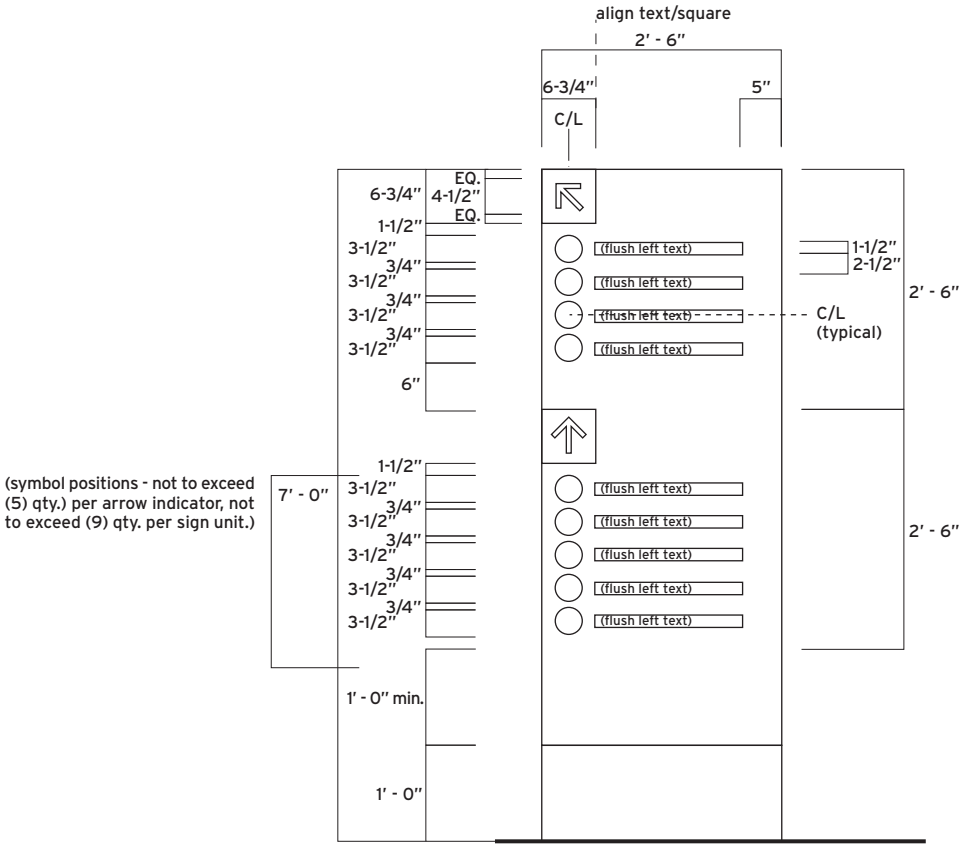 align text/square
2’ - 6”
6-3/4” 5”
C/L
EQ.
6-3/4” 4-1/2”
EQ.
1-1/2”
3-1/2” (flush left text) 1-1/2”
3/4” 2-1/2”
3-1/2” (flush left text)
3/4” 2’ - 6”
3-1/2” (flush left text) C/L
3/4” (typical)
3-1/2” (flush left text)
6”
1-1/2”
(symbol positions - not to exceed
(5) qty.) per arrow indicator, not
to exceed (9) qty. per sign unit.)
7’ - 0”
3-1/2” (flush left text)
3/4”
3-1/2” (flush left text)
3/4” 2’ - 6”
3-1/2” (flush left text)
3/4”
3-1/2” (flush left text)
3/4”
3-1/2” (flush left text)
1’ - 0” min.
1’ - 0”